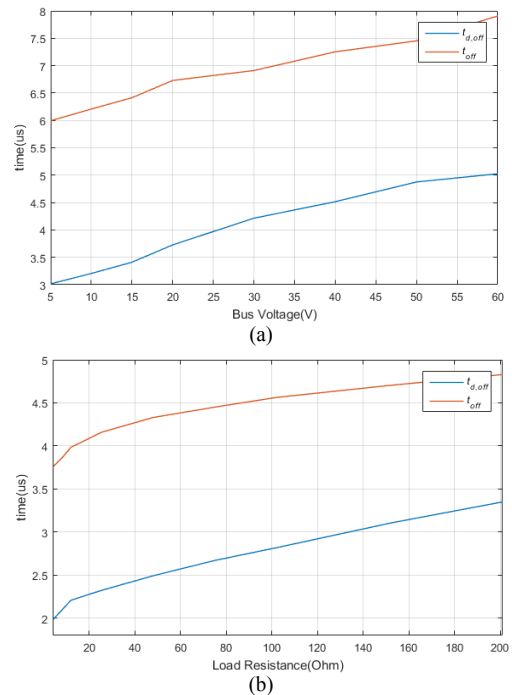 8
7.5
7
6.5
6
5.5
5
4.5
4
3.5
3
time(us)
t_d,off
t_off
5 10 15 20 25 30 35 40 45 50 55 60
Bus Voltage(V)
(a)
5
4.5
4
3.5
3
2.5
2
time(us)
t_d,off
t_off
20 40 60 80 100 120 140 160 180 200
Load Resistance(Ohm)
(b)